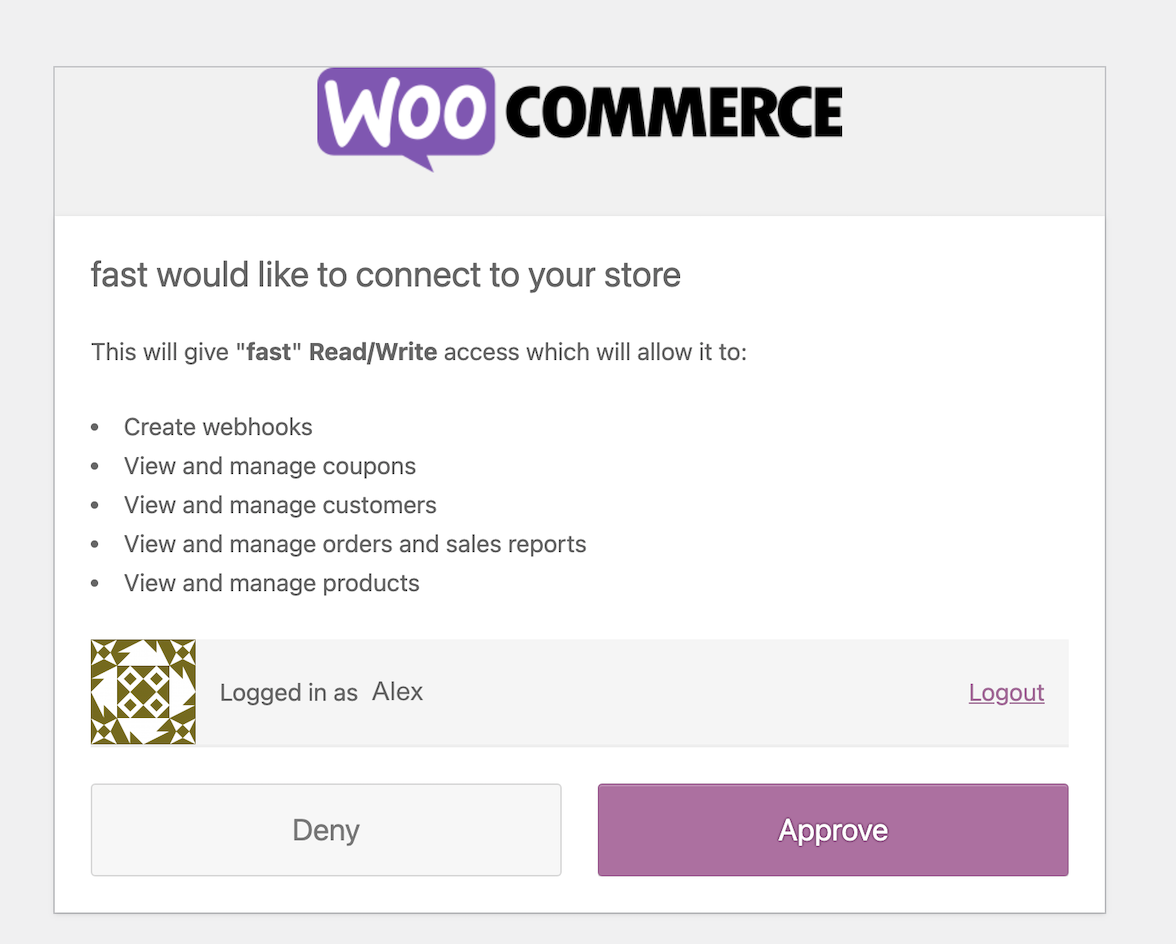 WOO COMMERCE
fast would like to connect to your store
This will give "fast" Read/Write access which will allow it to:
• Create webhooks
• View and manage coupons
• View and manage customers
• View and manage orders and sales reports
• View and manage products
Logged in as Alex Logout
Deny Approve